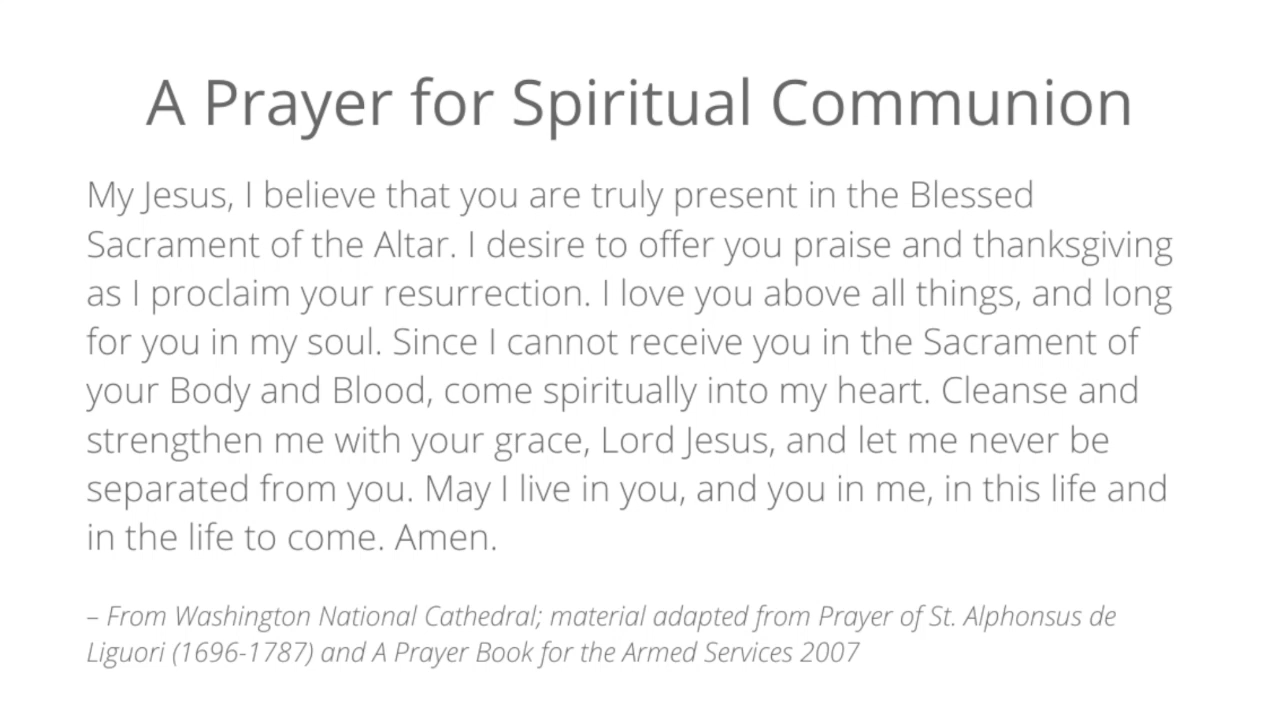 A Prayer for Spiritual Communion
My Jesus, I believe that you are truly present in the Blessed
Sacrament of the Altar. I desire to offer you praise and thanksgiving
as I proclaim your resurrection. I love you above all things, and long
for you in my soul. Since I cannot receive you in the Sacrament of
your Body and Blood, come spiritually into my heart. Cleanse and
strengthen me with your grace, Lord Jesus, and let me never be
separated from you. May I live in you, and you in me, in this life and
in the life to come. Amen.
– From Washington National Cathedral; material adapted from Prayer of St. Alphonsus de
Liguori (1696-1787) and A Prayer Book for the Armed Services 2007